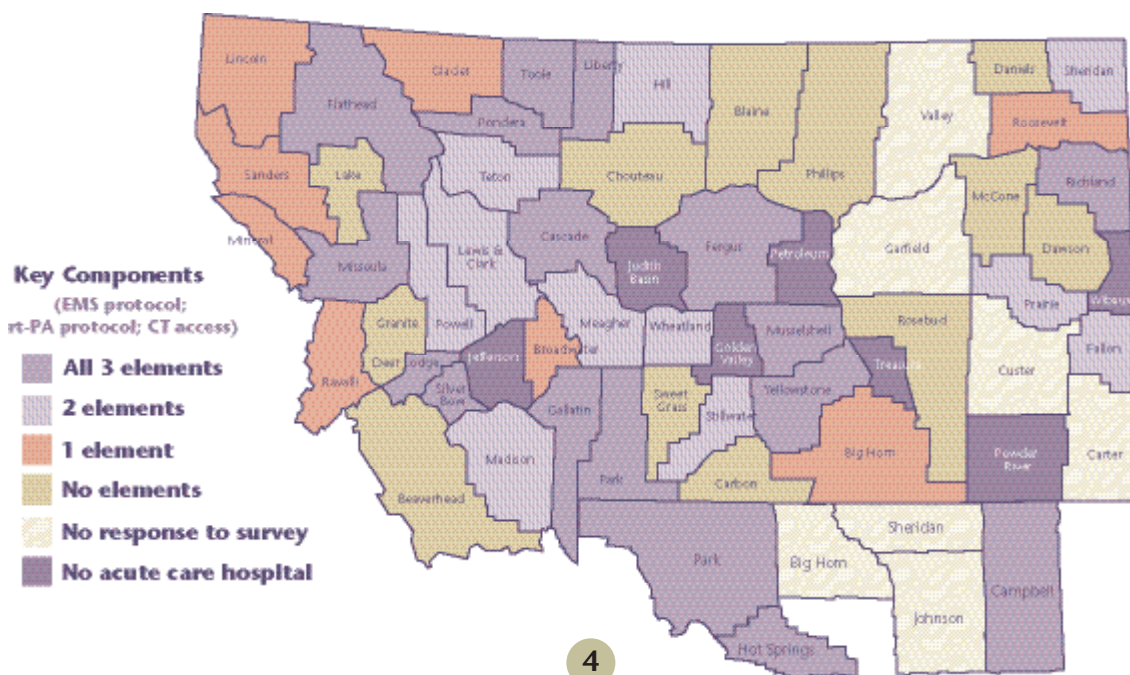 Lincoln
Glacier
Toole
Liberty
Hill
Blaine
Phillips
Valley
Daniels
Sheridan
Roosevelt
Flathead
Pondera
Teton
Chouteau
Richland
McCone
Dawson
Sanders
Lake
Mineral
Missoula
Lewis &
Clark
Cascade
Judith
Basin
Fergus
Petroleum
Garfield
Prairie
Wibaux
Key Components
(EMS protocol;
rt-PA protocol; CT access)
All 3 elements
2 elements
1 element
No elements
No response to survey
No acute care hospital
Granite
Powell
Meagher
Wheatland
Golden
Valley
Musselshell
Rosebud
Treasure
Custer
Fallon
Ravalli
Deer Lodge
Silver
Bow
Jefferson
Broadwater
Gallatin
Sweet
Grass
Stillwater
Yellowstone
Big Horn
Powder
River
Carter
Beaverhead
Madison
Park
Carbon
Park
Big Horn
Sheridan
Johnson
Campbell
Hot Springs
4